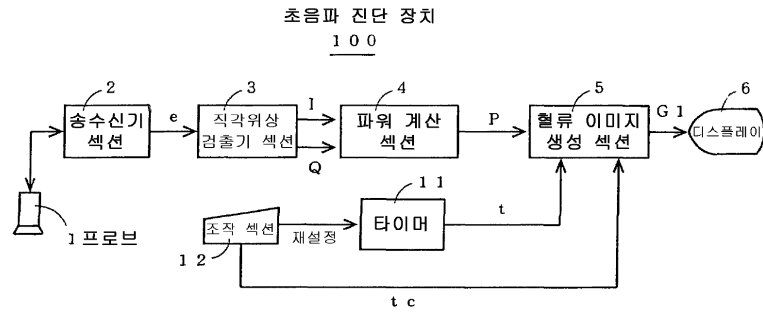 초음파 진단 장치
1 0 0
2
3
4
5
6
송수신기
섹션
e
직각위상
검출기 섹션
I
Q
파워 계산
섹션
P
혈류 이미지
생성 섹션
G 1
디스플레이
1 프로브
조작 섹션
1 2
재설정
1 1
타이머
t
t c